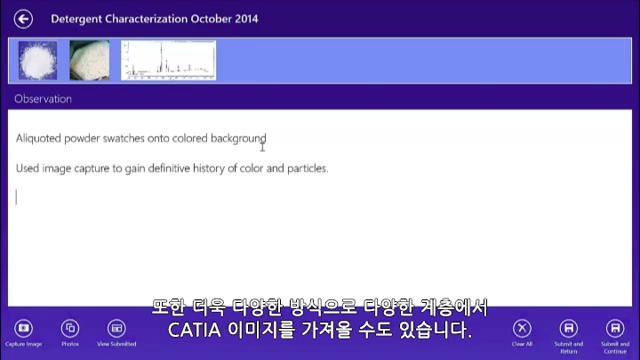 Detergent Characterization October 2014
Observation
Aliquoted powder swatches onto colored background
Used image capture to gain definitive history of color and particles.
또한 더욱 다양한 방식으로 다양한 계층에서
CATIA 이미지를 가져올 수도 있습니다.
Capture Image
Photos
View Submitted
Clear All
Submit and
Return
Submit and
Continue